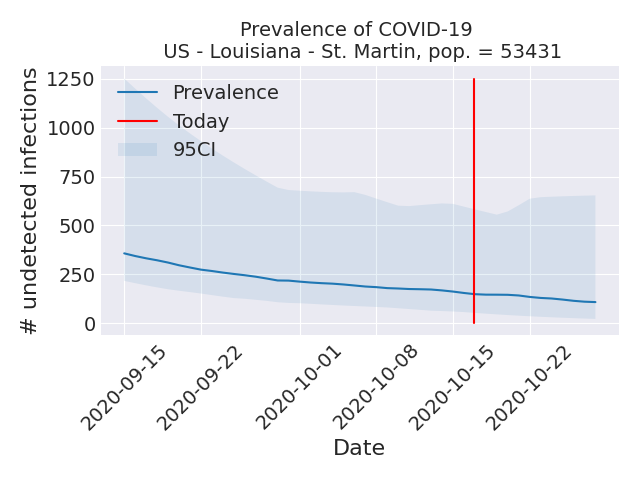 Prevalence of COVID-19
US - Louisiana - St. Martin, pop. = 53431
# undetected infections
1250
1000
750
500
250
0
Prevalence
Today
95CI
2020-09-15
2020-09-22
2020-10-01
2020-10-08
2020-10-15
2020-10-22
Date